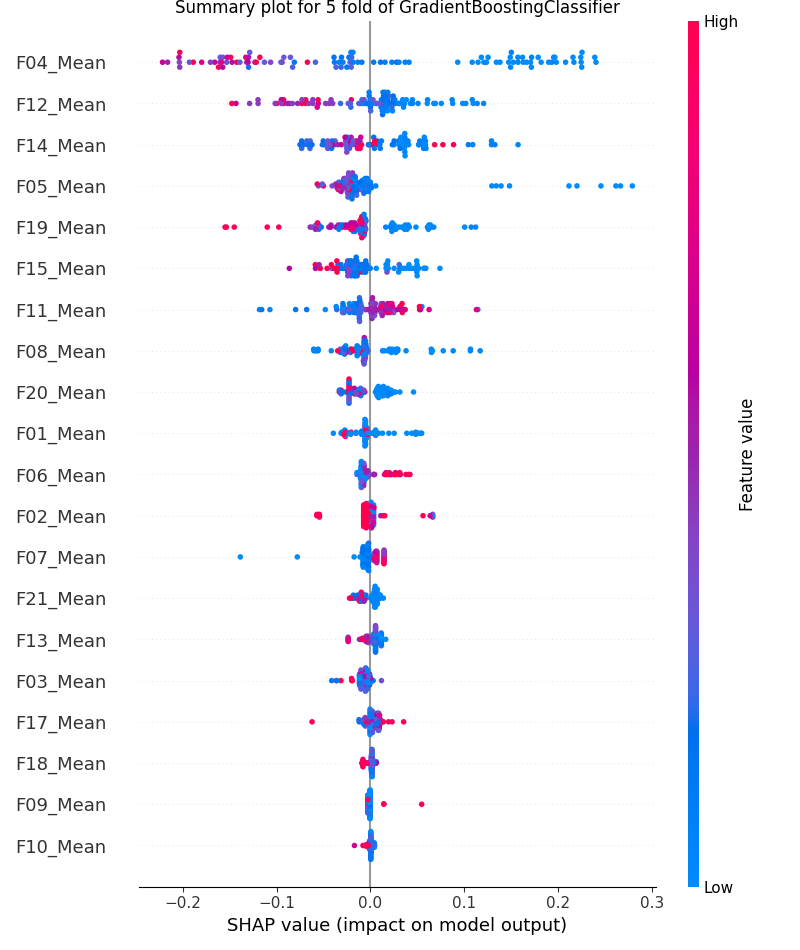 Summary plot for 5 fold of GradientBoostingClassifier
High
F04_Mean
F12_Mean
F14_Mean
F05_Mean
F19_Mean
F15_Mean
F11_Mean
F08_Mean
F20_Mean
F01_Mean
F06_Mean
F02_Mean
F07_Mean
F21_Mean
F13_Mean
F03_Mean
F17_Mean
F18_Mean
F09_Mean
F10_Mean
Feature value
Low
−0.2 −0.1 0.0 0.1 0.2 0.3
SHAP value (impact on model output)